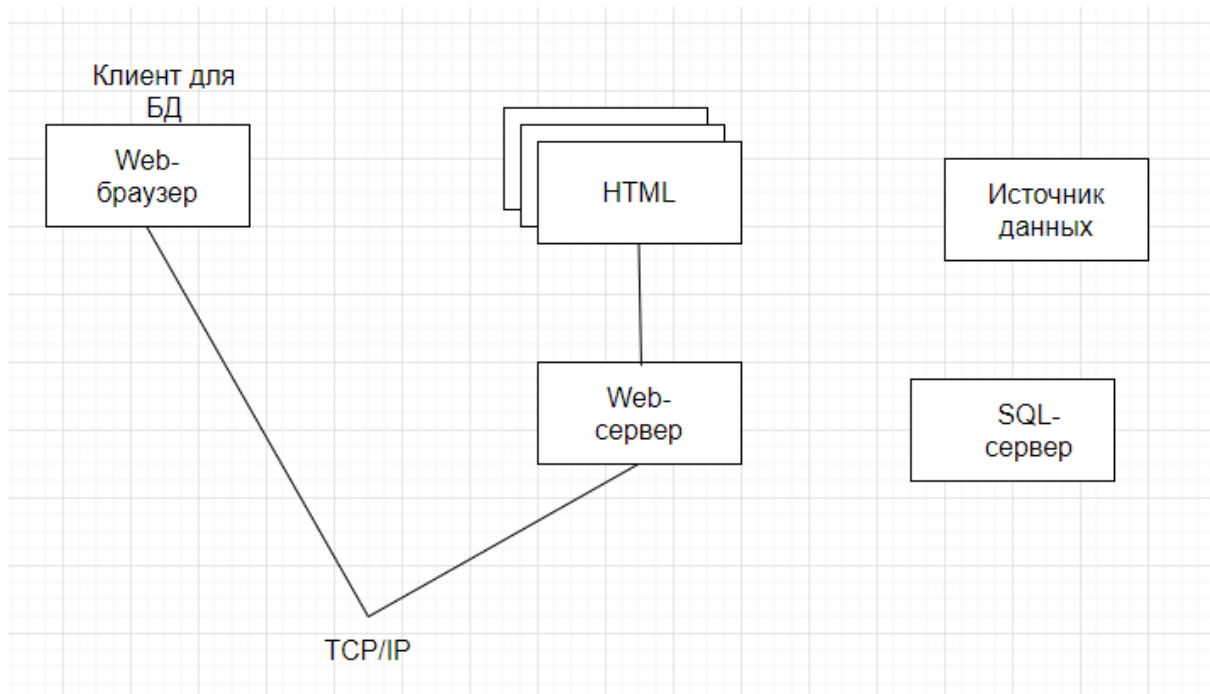 Клиент для
БД
Web-
браузер
HTML
Источник
данных
Web-
сервер
SQL-
сервер
TCP/IP